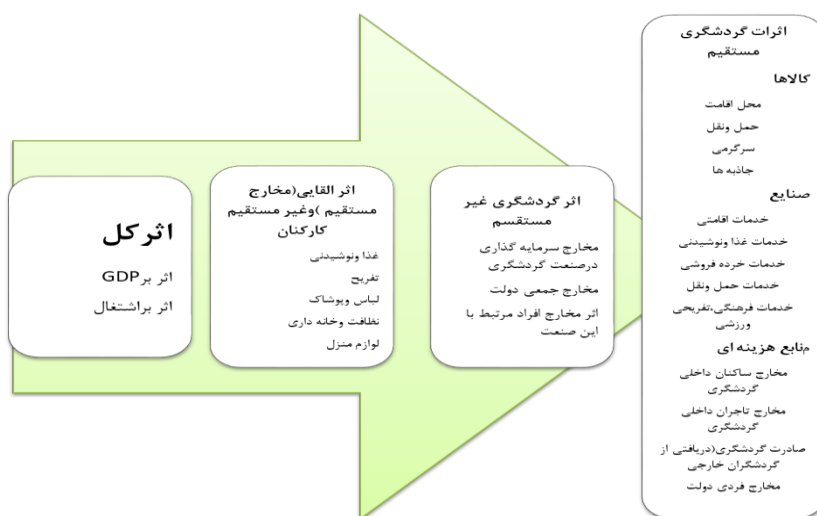 اثرات گردشگری
مستقیم
کالاها
محل اقامت
حمل ونقل
سرگرمی
جاذبه ها
صنایع
خدمات اقامتی
خدمات غذا ونوشیدنی
خدمات خرده فروشی
خدمات حمل ونقل
خدمات فرهنگی،تفریحی
ورزشی
منابع هزینه ای
مخارج ساکنان داخلی
گردشگری
مخارج تاجران داخلی
گردشگری
صادرت گردشگری(دریافتی از
گردشگران خارجی
مخارج فردی دولت
اثر گردشگری غیر
مستقسم
مخارج سرمایه گذاری
درصنعت گردشگری
مخارج جمعی دولت
اثر مخارج افراد مرتبط با
این صنعت
اثر القایی(مخارج
مستقیم )وغیر مستقیم
کارکنان
غذا ونوشیدنی
تفریح
لباس وپوشاک
نظافت وخانه داری
لوازم منزل
اثرکل
اثر برGDP
اثر براشتغال